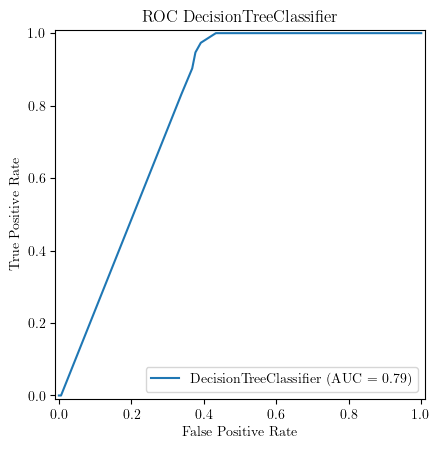 ROC DecisionTreeClassifier
1.0
0.8
0.6
0.4
0.2
0.0
True Positive Rate
DecisionTreeClassifier (AUC = 0.79)
0.0 0.2 0.4 0.6 0.8 1.0
False Positive Rate